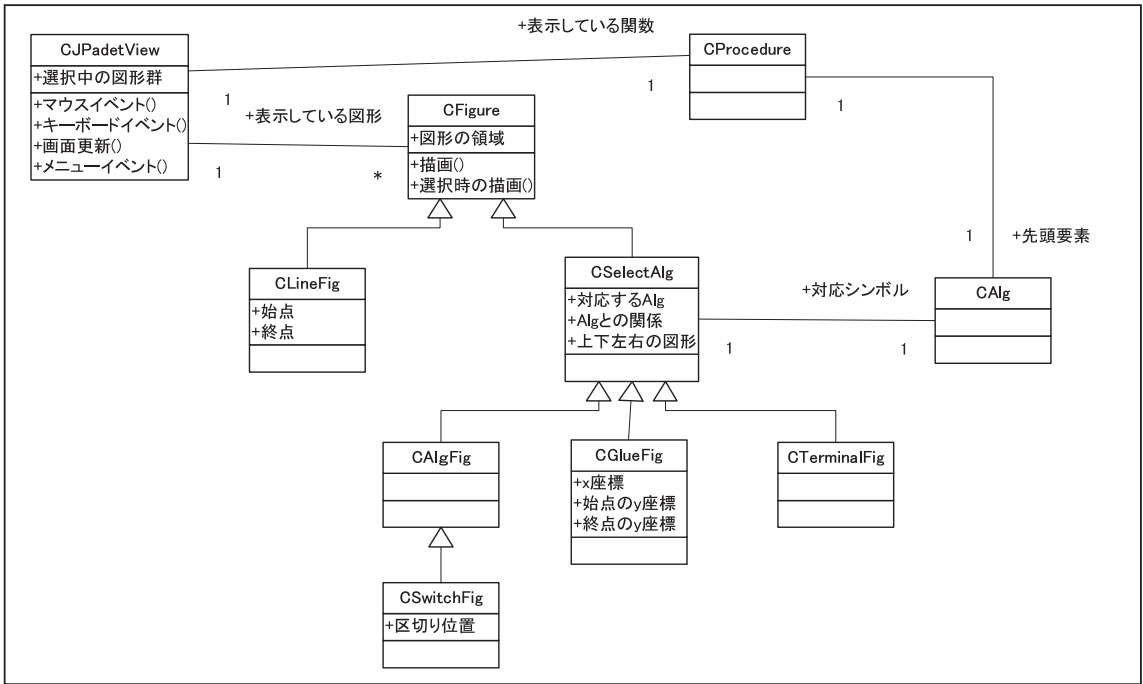 CJPadetView
+選択中の図形群
+マウスイベント()
+キーボードイベント()
+画面更新()
+メニューイベント()
+表示している関数
1
1
CProcedure
1
+表示している図形
1
*
CFigure
+図形の領域
+描画()
+選択時の描画()
1
+先頭要素
CLineFig
+始点
+終点
CSelectAlg
+対応するAlg
+Algとの関係
+上下左右の図形
+対応シンボル
1
1
CAlg
CAlgFig
CGlueFig
+x座標
+始点のy座標
+終点のy座標
CTerminalFig
CSwitchFig
+区切り位置